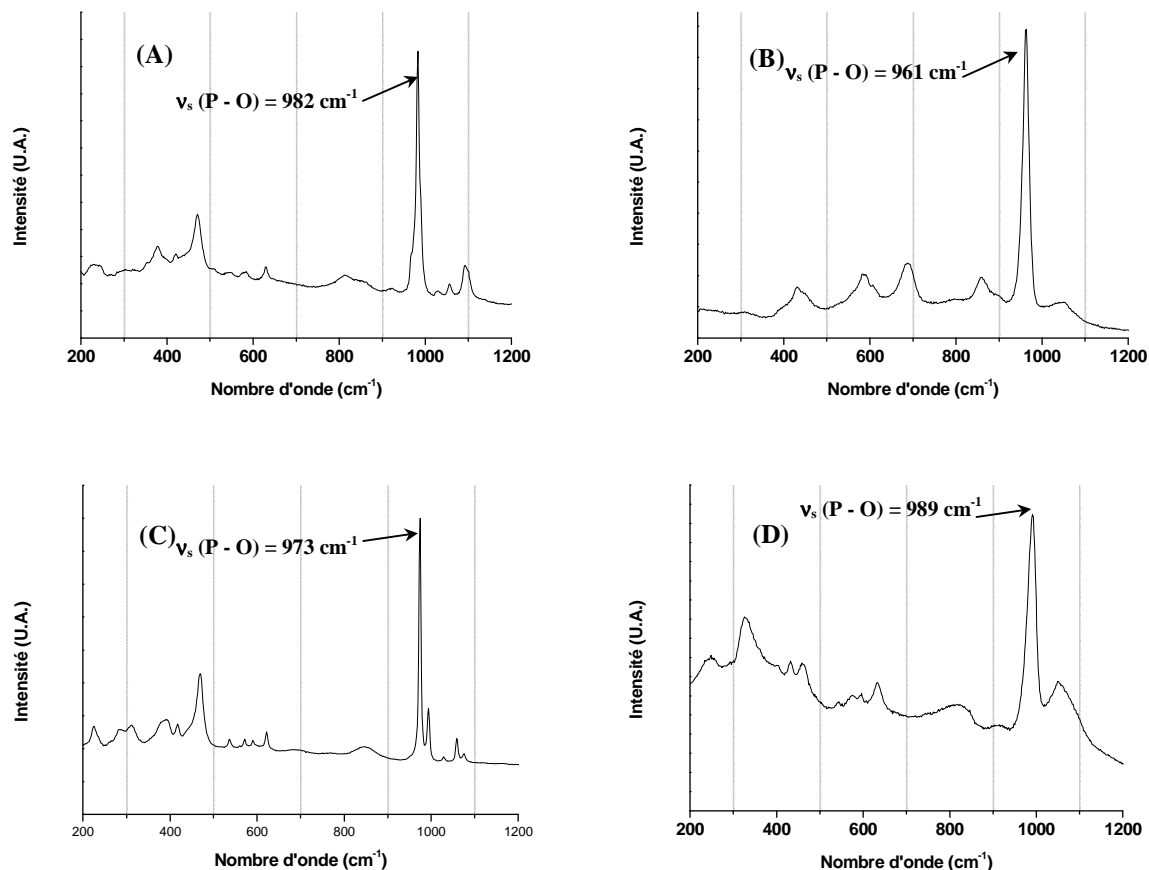 (A)
νs (P - O) = 982 cm-1
Intensité (U.A.)
200 400 600 800 1000 1200
Nombre d'onde (cm-1)
(B)
νs (P - O) = 961 cm-1
Intensité (U.A.)
200 400 600 800 1000 1200
Nombre d'onde (cm-1)
(C)
νs (P - O) = 973 cm-1
Intensité (U.A.)
200 400 600 800 1000 1200
Nombre d'onde (cm-1)
νs (P - O) = 989 cm-1
(D)
Intensité (U.A.)
200 400 600 800 1000 1200
Nombre d'onde (cm-1)